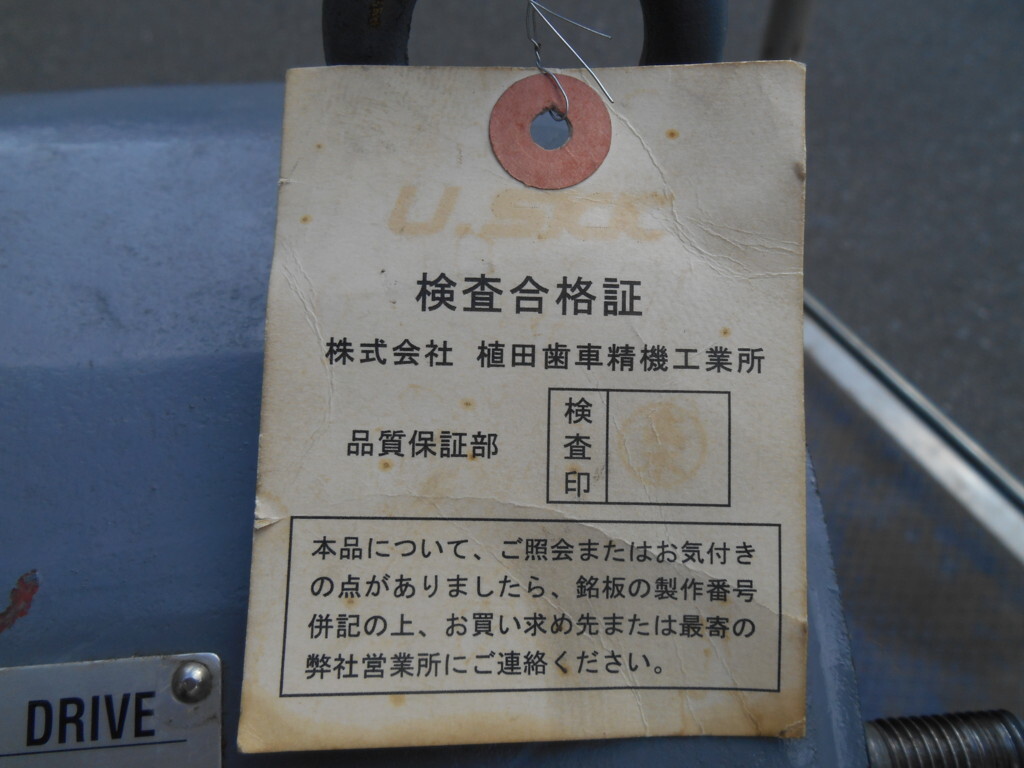 U.SKK
検査合格証
株式会社 植田歯車精機工業所
品質保証部
検査印
本品について、ご照会またはお気付き
の点がありましたら、銘板の製作番号
併記の上、お買い求め先または最寄の
弊社営業所にご連絡ください。
DRIVE